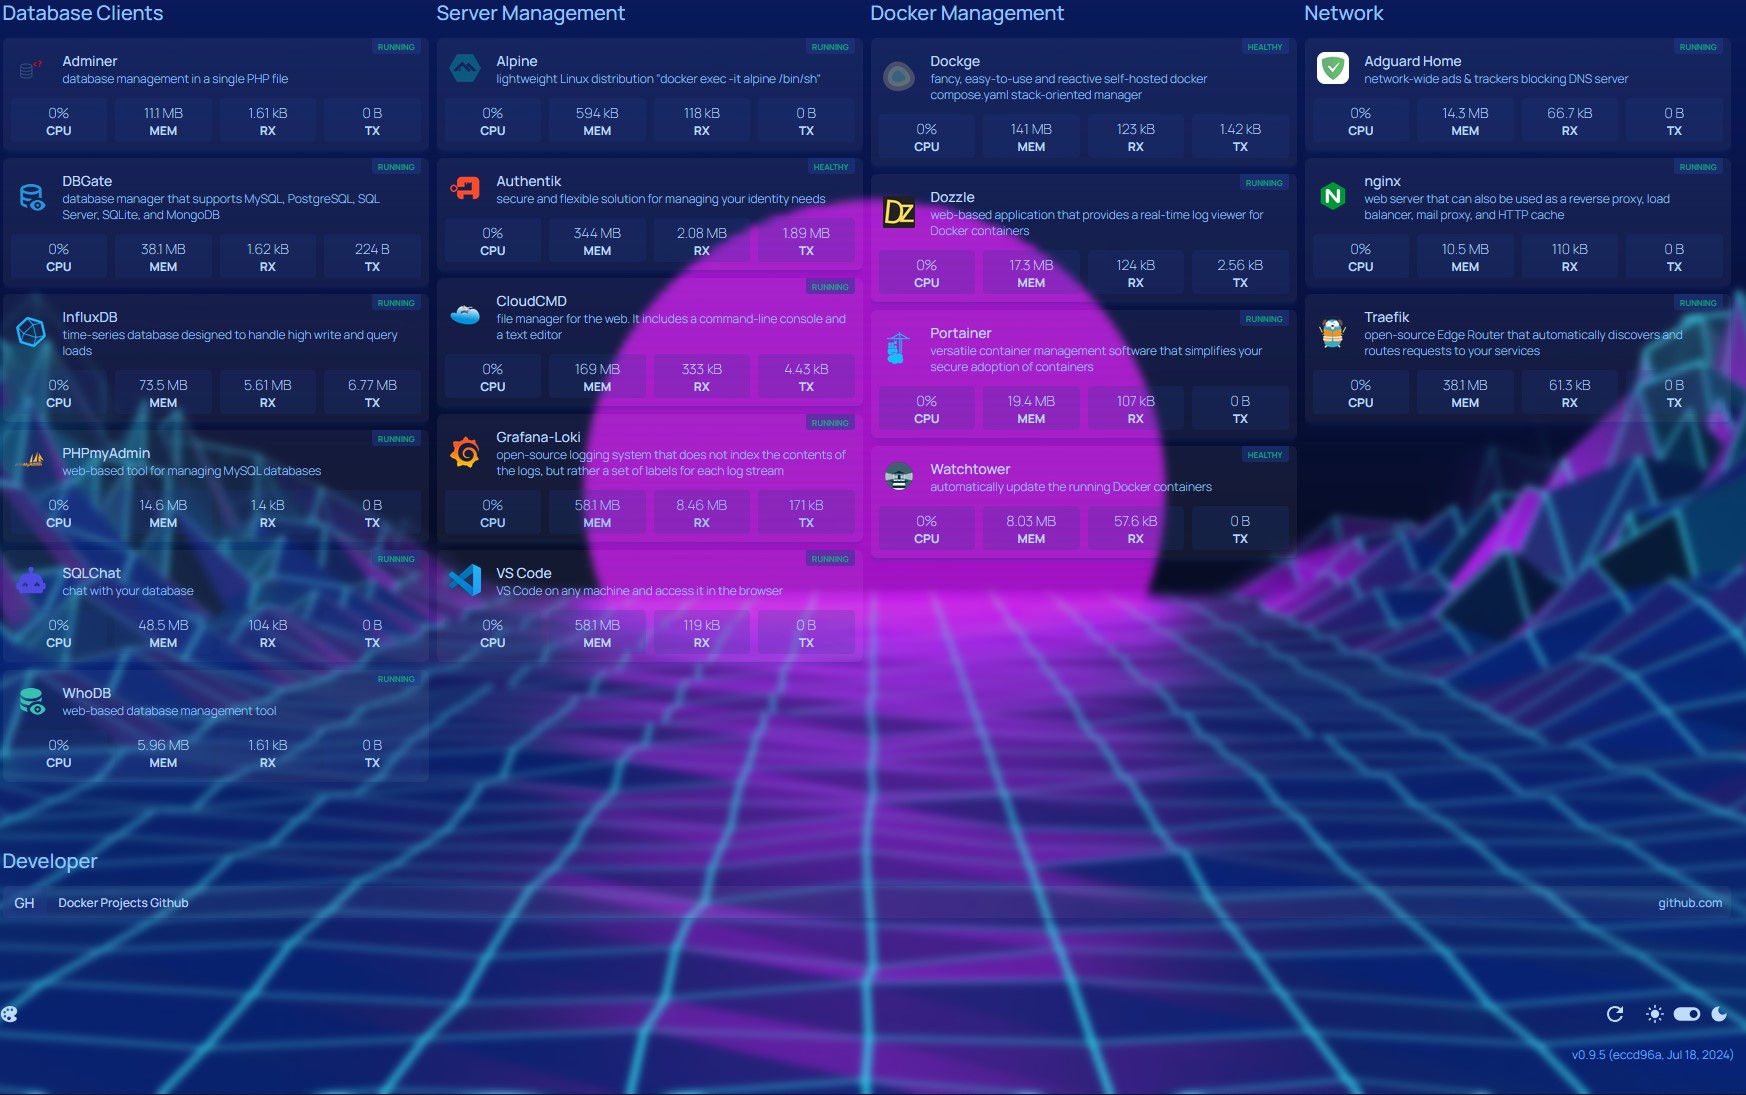 Database Clients
RUNNING
Adminer
database management in a single PHP file
0% 11.1 MB 1.61 kB 0 B
CPU MEM RX TX
RUNNING
DBGate
database manager that supports MySQL, PostgreSQL, SQL
Server, SQLite, and MongoDB
0% 38.1 MB 1.62 kB 224 B
CPU MEM RX TX
RUNNING
InfluxDB
time-series database designed to handle high write and query
loads
0% 73.5 MB 5.61 MB 6.77 MB
CPU MEM RX TX
RUNNING
PHPmyAdmin
web-based tool for managing MySQL databases
0% 14.6 MB 1.4 kB 0 B
CPU MEM RX TX
RUNNING
SQLChat
chat with your database
0% 48.5 MB 104 kB 0 B
CPU MEM RX TX
RUNNING
WhoDB
web-based database management tool
0% 5.96 MB 1.61 kB 0 B
CPU MEM RX TX
Server Management
RUNNING
Alpine
lightweight Linux distribution "docker exec -it alpine /bin/sh"
0% 594 kB 118 kB 0 B
CPU MEM RX TX
HEALTHY
Authentik
secure and flexible solution for managing your identity needs
0% 344 MB 2.08 MB 1.89 MB
CPU MEM RX TX
RUNNING
CloudCMD
file manager for the web. It includes a command-line console and
a text editor
0% 169 MB 333 kB 4.43 kB
CPU MEM RX TX
RUNNING
Grafana-Loki
open-source logging system that does not index the contents of
the logs, but rather a set of labels for each log stream
0% 58.1 MB 8.46 MB 171 kB
CPU MEM RX TX
RUNNING
VS Code
VS Code on any machine and access it in the browser
0% 58.1 MB 119 kB 0 B
CPU MEM RX TX
Docker Management
HEALTHY
Dockge
fancy, easy-to-use and reactive self-hosted docker
compose.yaml stack-oriented manager
0% 141 MB 123 kB 1.42 kB
CPU MEM RX TX
RUNNING
Dz
Dozzle
web-based application that provides a real-time log viewer for
Docker containers
0% 17.3 MB 124 kB 2.56 kB
CPU MEM RX TX
RUNNING
Portainer
versatile container management software that simplifies your
secure adoption of containers
0% 19.4 MB 107 kB 0 B
CPU MEM RX TX
HEALTHY
Watchtower
automatically update the running Docker containers
0% 8.03 MB 57.6 kB 0 B
CPU MEM RX TX
Network
RUNNING
Adguard Home
network-wide ads & trackers blocking DNS server
0% 14.3 MB 66.7 kB 0 B
CPU MEM RX TX
RUNNING
N
nginx
web server that can also be used as a reverse proxy, load
balancer, mail proxy, and HTTP cache
0% 10.5 MB 110 kB 0 B
CPU MEM RX TX
RUNNING
Traefik
open-source Edge Router that automatically discovers and
routes requests to your services
0% 38.1 MB 61.3 kB 0 B
CPU MEM RX TX
Developer
GH Docker Projects Github github.com
v0.9.5 (eccd96a, Jul 18, 2024)